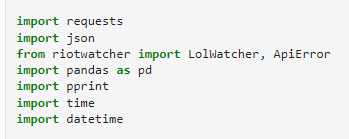 import requests
import json
from riotwatcher import LolWatcher, ApiError
import pandas as pd
import pprint
import time
import datetime